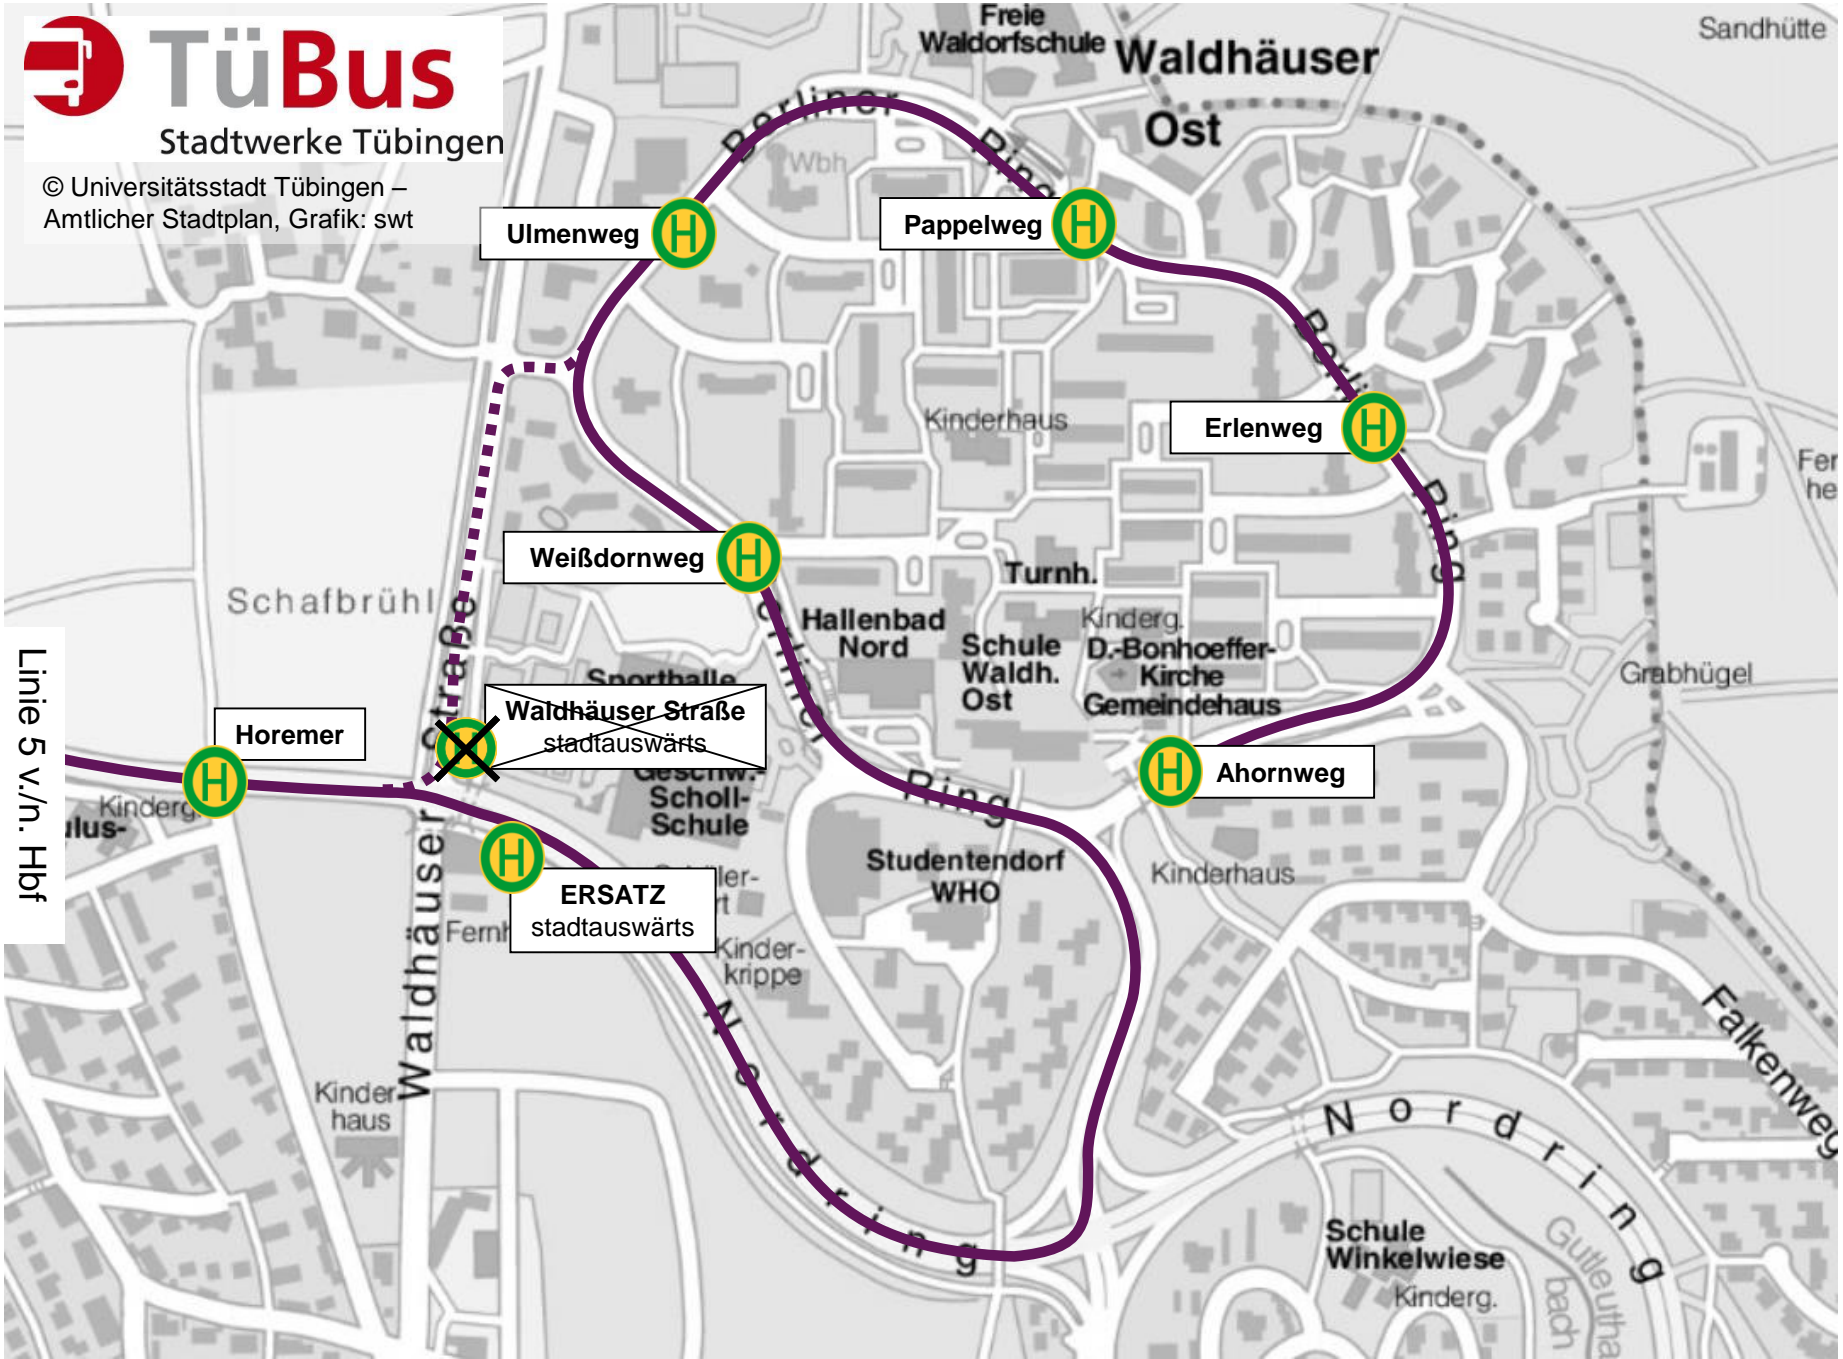 TüBus
Stadtwerke Tübingen
© Universitätsstadt Tübingen –
Amtlicher Stadtplan, Grafik: swt
Freie
Waldorfschule
Waldhäuser
Ost
Sandhütte
Berliner
Ring
Wbh
Ulmenweg
Pappelweg
Erlenweg
Kinderhaus
Ring
Weißdornweg
Schafbrühl
Straße
Turnh.
Hallenbad
Nord
Schule
Waldh.
Ost
Kinderg.
D.-Bonhoeffer-
Kirche
Gemeindehaus
Grabhügel
Sporthalle
Waldhäuser Straße
stadtauswärts
Geschw.-
Scholl-
Schule
Linie 5 v./n. Hbf
Horemer
Kinderg.
Ahornweg
Ring
Studentendorf
WHO
Kinderhaus
ERSATZ
stadtauswärts
Waldhäuser
Kinder-
krippe
Nordring
Kinder
haus
Falkenweg
Nordring
Schule
Winkelwiese
Kinderg.